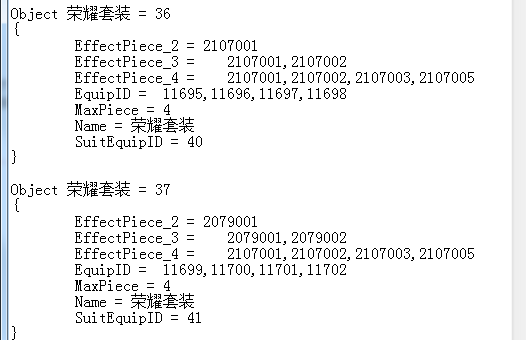 Object 荣耀套装 = 36
{
EffectPiece_2 = 2107001
EffectPiece_3 = 2107001,2107002
EffectPiece_4 = 2107001,2107002,2107003,2107005
EquipID = 11695,11696,11697,11698
MaxPiece = 4
Name = 荣耀套装
SuitEquipID = 40
}
Object 荣耀套装 = 37
{
EffectPiece_2 = 2079001
EffectPiece_3 = 2079001,2079002
EffectPiece_4 = 2107001,2107002,2107003,2107005
EquipID = 11699,11700,11701,11702
MaxPiece = 4
Name = 荣耀套装
SuitEquipID = 41
}